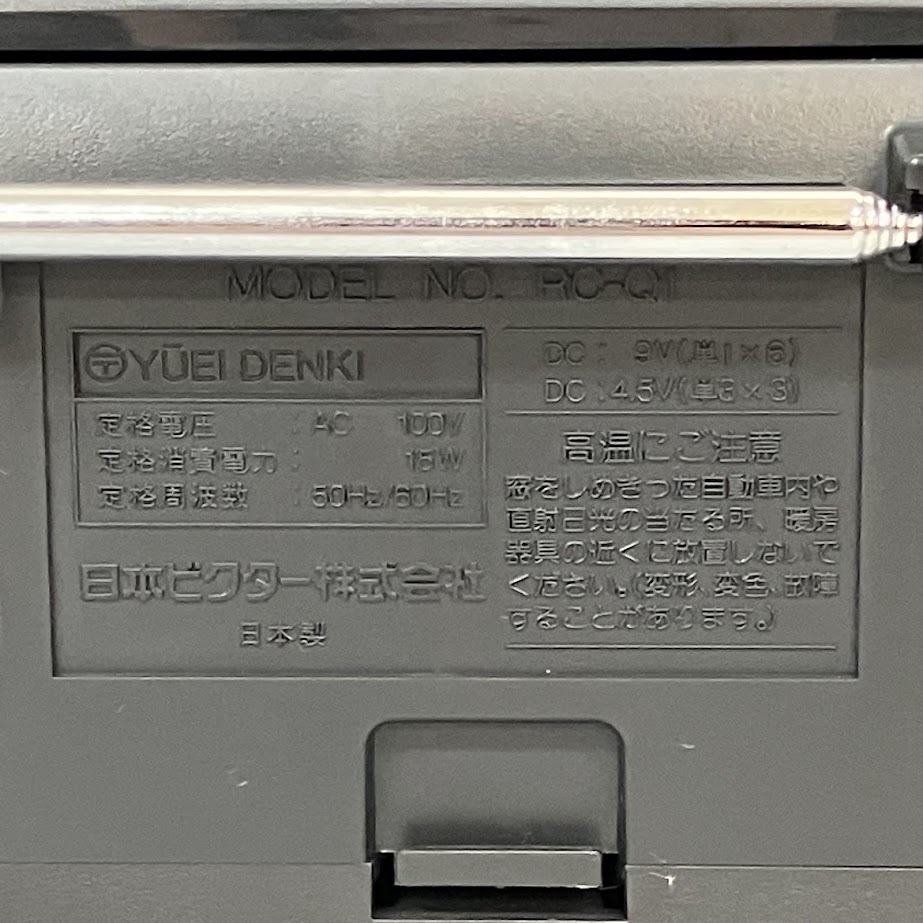 MODEL NO. RC-Q1
〒YŪEI DENKI
定格電圧 : AC 100V
定格消費電力 : 15W
定格周波数 : 50Hz/60Hz
日本ビクター株式会社
日本製
DC : 9V(単1×6)
DC : 4.5V(単3×3)
高温にご注意
窓をしめきった自動車内や
直射日光の当たる所、暖房
器具の近くに放置しないで
ください。(変形、変色、故障
することがあります。)